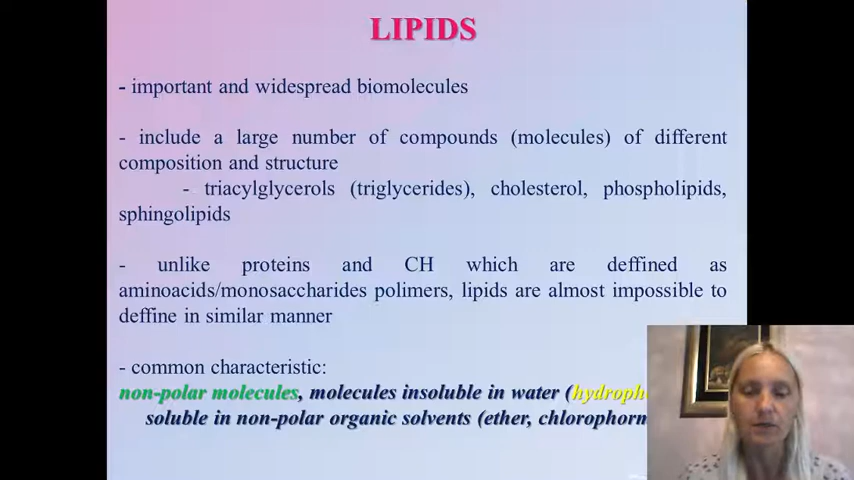 LIPIDS
- important and widespread biomolecules
- include a large number of compounds (molecules) of different
composition and structure
- triacylglycerols (triglycerides), cholesterol, phospholipids,
sphingolipids
- unlike proteins and CH which are deffined as
aminoacids/monosaccharides polimers, lipids are almost impossible to
deffine in similar manner
- common characteristic:
non-polar molecules, molecules insoluble in water (
soluble in non-polar organic solvents (ether,